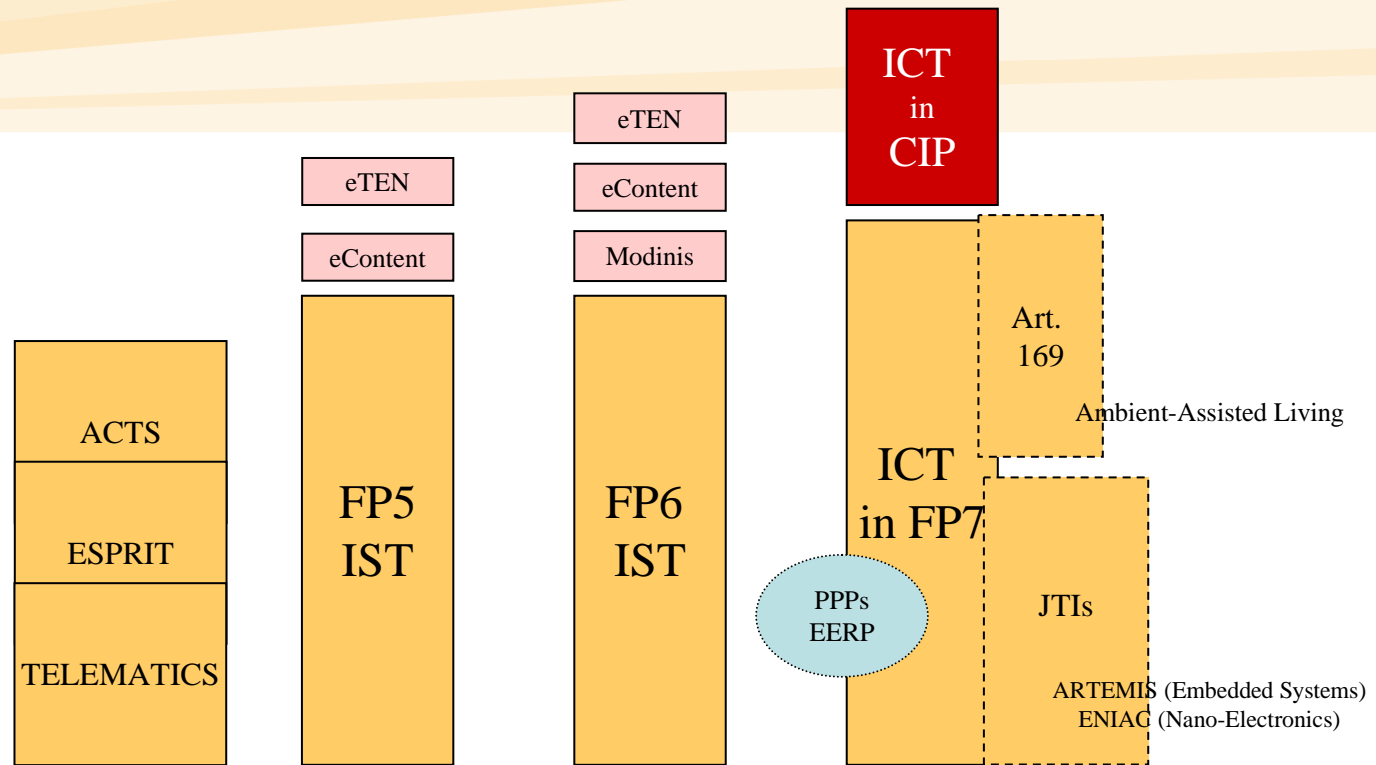 ACTS
ESPRIT
TELEMATICS
eTEN
eContent
FP5
IST
eTEN
eContent
Modinis
FP6
IST
ICT
in
CIP
ICT
in FP7
PPPs
EERP
Art.
169
Ambient-Assisted Living
JTIs
ARTEMIS (Embedded Systems)
ENIAC (Nano-Electronics)